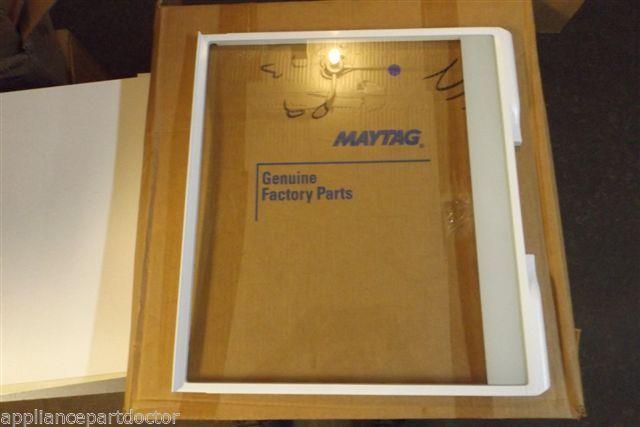 MAYTAG®
Genuine
Factory Parts
© appliancepartdoctor